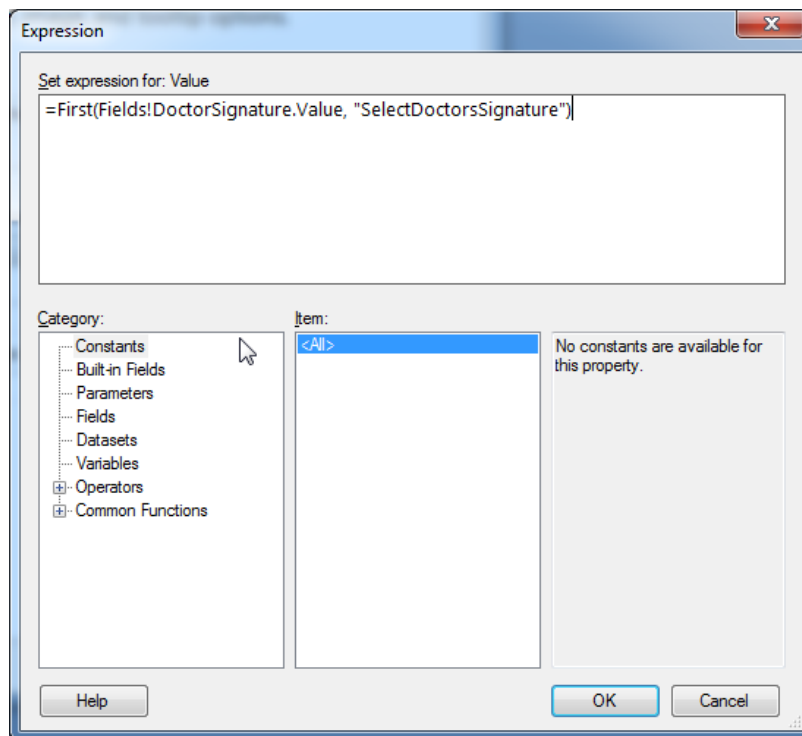 Expression
Set expression for: Value
=First(Fields!DoctorSignature.Value, "SelectDoctorsSignature")
Category:
Item:
Constants
Built-in Fields
Parameters
Fields
Datasets
Variables
Operators
Common Functions
<All>
No constants are available for
this property.
Help
OK
Cancel